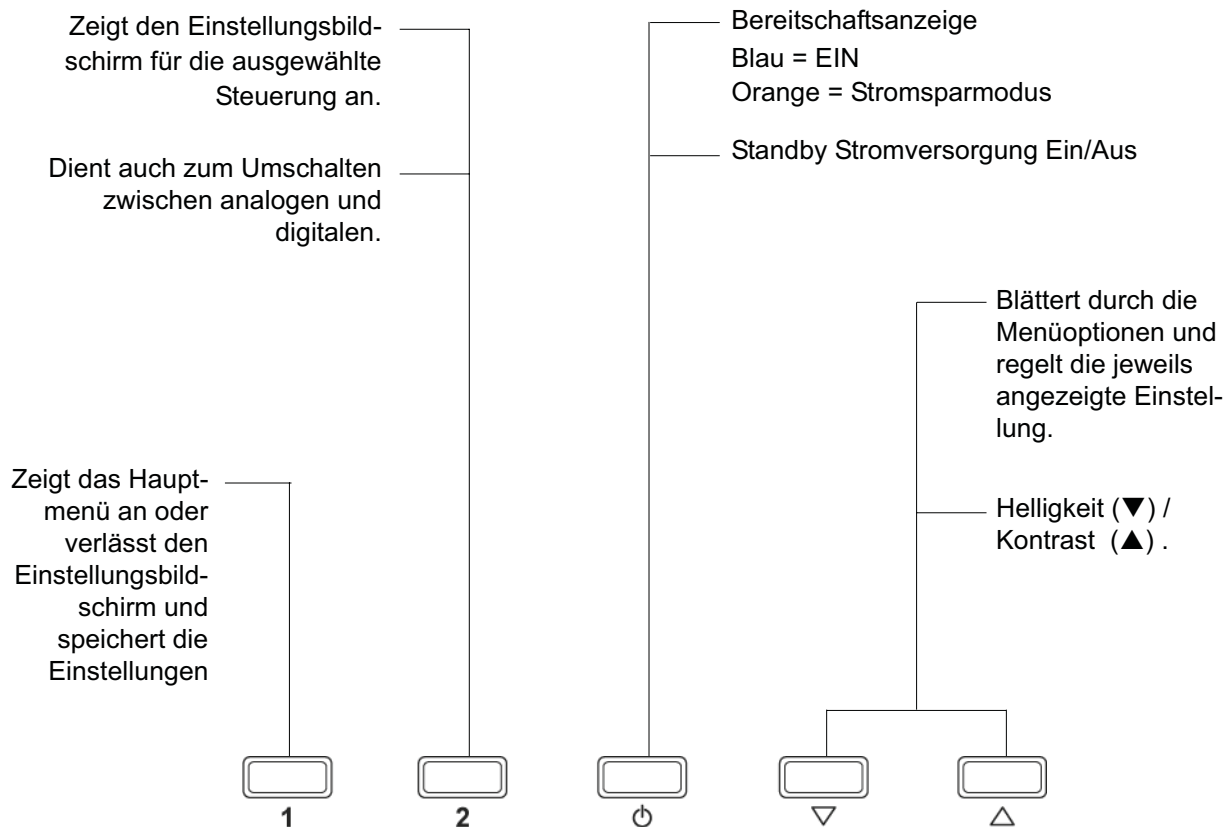 Zeigt den Einstellungsbild-
schirm für die ausgewählte
Steuerung an.
Dient auch zum Umschalten
zwischen analogen und
digitalen.
Zeigt das Haupt-
menü an oder
verlässt den
Einstellungsbild-
schirm und
speichert die
Einstellungen
Bereitschaftsanzeige
Blau = EIN
Orange = Stromsparmodus
Standby Stromversorgung Ein/Aus
Blättert durch die
Menüoptionen und
regelt die jeweils
angezeigte Einstel-
lung.
Helligkeit (▼) /
Kontrast (▲) .
1 2 ⏻ ▽ △